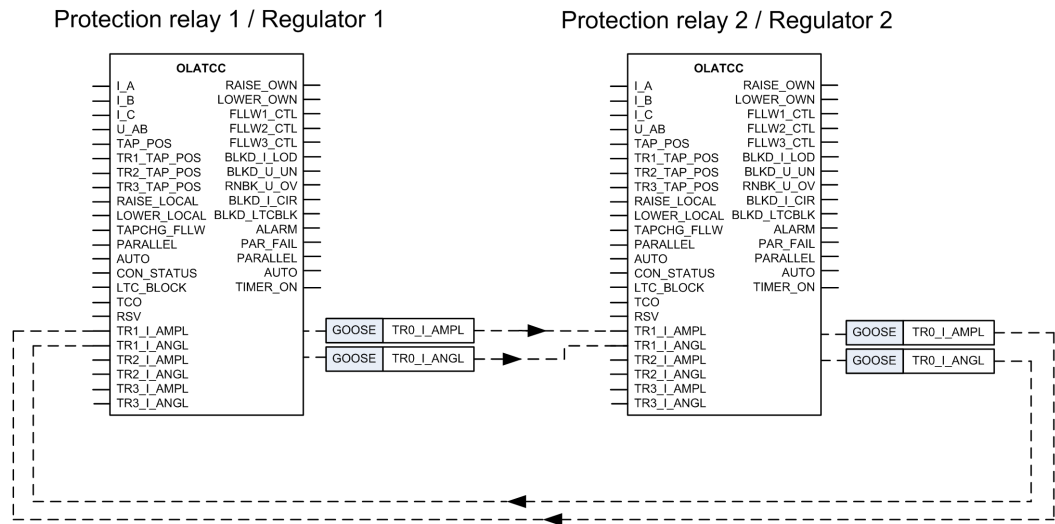 Protection relay 1 / Regulator 1
Protection relay 2 / Regulator 2
OLATCC
I_A RAISE_OWN
I_B LOWER_OWN
I_C FLLW1_CTL
U_AB FLLW2_CTL
TAP_POS FLLW3_CTL
TR1_TAP_POS BLKD_I_LOD
TR2_TAP_POS BLKD_U_UN
TR3_TAP_POS RNBK_U_OV
RAISE_LOCAL BLKD_I_CIR
LOWER_LOCAL BLKD_LTCBLK
TAPCHG_FLLW ALARM
PARALLEL PAR_FAIL
AUTO PARALLEL
CON_STATUS AUTO
LTC_BLOCK TIMER_ON
TCO
RSV
TR1_I_AMPL
TR1_I_ANGL
TR2_I_AMPL
TR2_I_ANGL
TR3_I_AMPL
TR3_I_ANGL
GOOSE TR0_I_AMPL
GOOSE TR0_I_ANGL
OLATCC
I_A RAISE_OWN
I_B LOWER_OWN
I_C FLLW1_CTL
U_AB FLLW2_CTL
TAP_POS FLLW3_CTL
TR1_TAP_POS BLKD_I_LOD
TR2_TAP_POS BLKD_U_UN
TR3_TAP_POS RNBK_U_OV
RAISE_LOCAL BLKD_I_CIR
LOWER_LOCAL BLKD_LTCBLK
TAPCHG_FLLW ALARM
PARALLEL PAR_FAIL
AUTO PARALLEL
CON_STATUS AUTO
LTC_BLOCK TIMER_ON
TCO
RSV
TR1_I_AMPL
TR1_I_ANGL
TR2_I_AMPL
TR2_I_ANGL
TR3_I_AMPL
TR3_I_ANGL
GOOSE TR0_I_AMPL
GOOSE TR0_I_ANGL